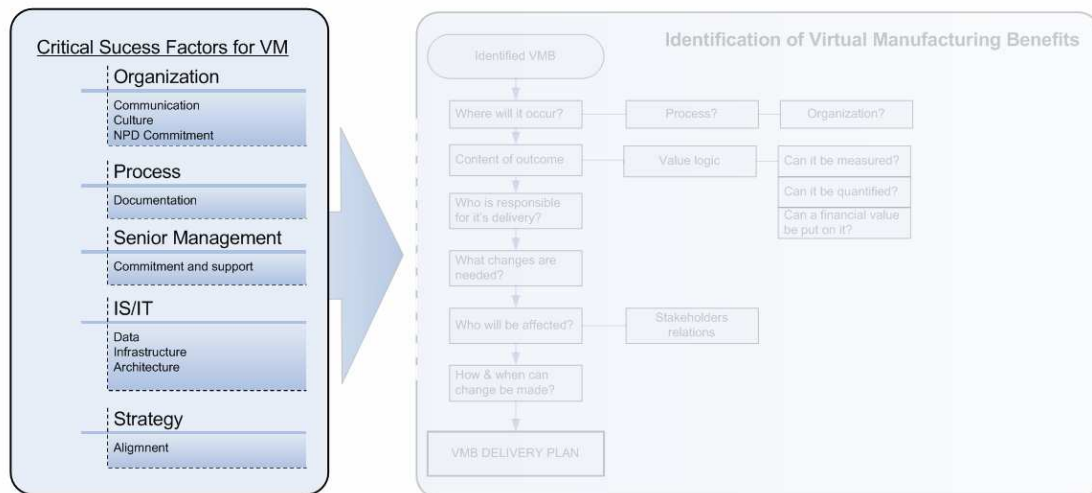 Critical Sucess Factors for VM
Organization
Communication
Culture
NPD Commitment
Process
Documentation
Senior Management
Commitment and support
IS/IT
Data
Infrastructure
Architecture
Strategy
Aligmnent
Identification of Virtual Manufacturing Benefits
Identified VMB
Where will it occur?
Process?
Organization?
Content of outcome
Value logic
Can it be measured?
Can it be quantified?
Can a financial value
be put on it?
Who is responsible
for it's delivery?
What changes are
needed?
Who will be affected?
Stakeholders
relations
How & when can
change be made?
VMB DELIVERY PLAN